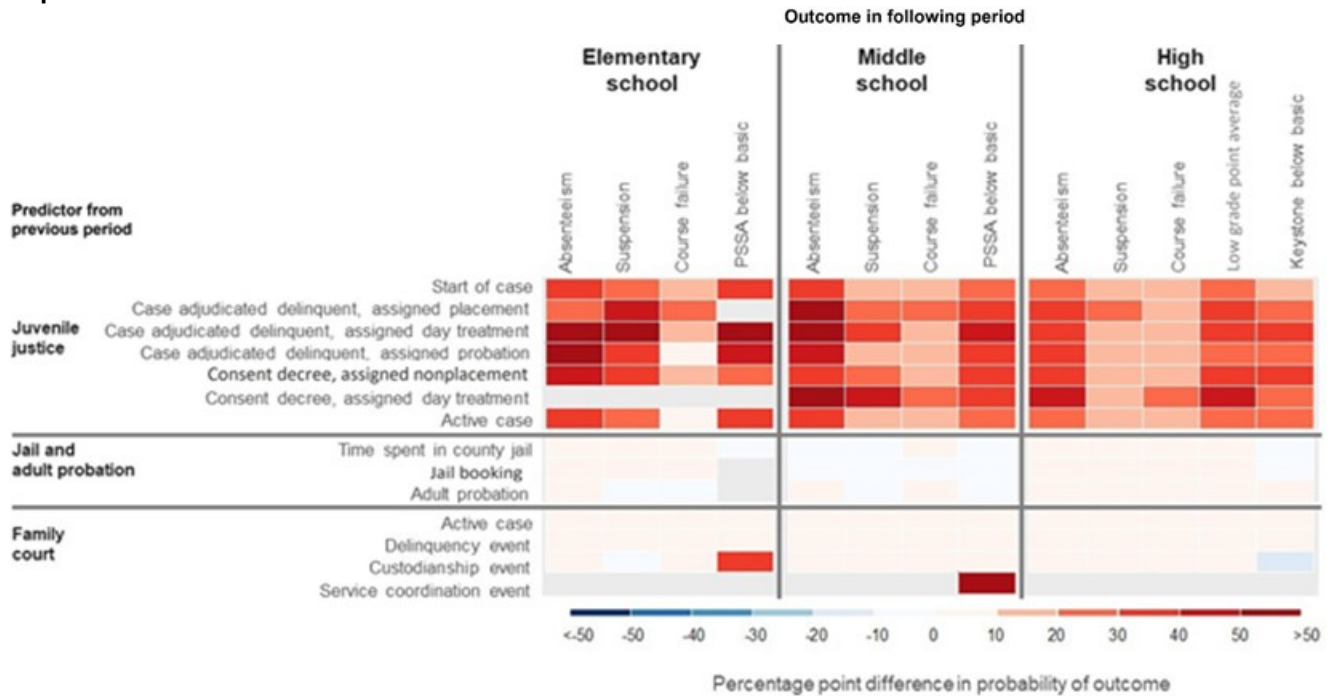 Outcome in following period
Elementary
school
Middle
school
High
school
Absenteeism
Suspension
Course failure
PSSA below basic
Absenteeism
Suspension
Course failure
PSSA below basic
Absenteeism
Suspension
Course failure
Low grade point average
Keystone below basic
Predictor from
previous period
Juvenile
justice
Start of case
Case adjudicated delinquent, assigned placement
Case adjudicated delinquent, assigned day treatment
Case adjudicated delinquent, assigned probation
Consent decree, assigned nonplacement
Consent decree, assigned day treatment
Active case
Jail and
adult probation
Time spent in county jail
Jail booking
Adult probation
Family
court
Active case
Delinquency event
Custodianship event
Service coordination event
<-50 -50 -40 -30 -20 -10 0 10 20 30 40 50 >50
Percentage point difference in probability of outcome